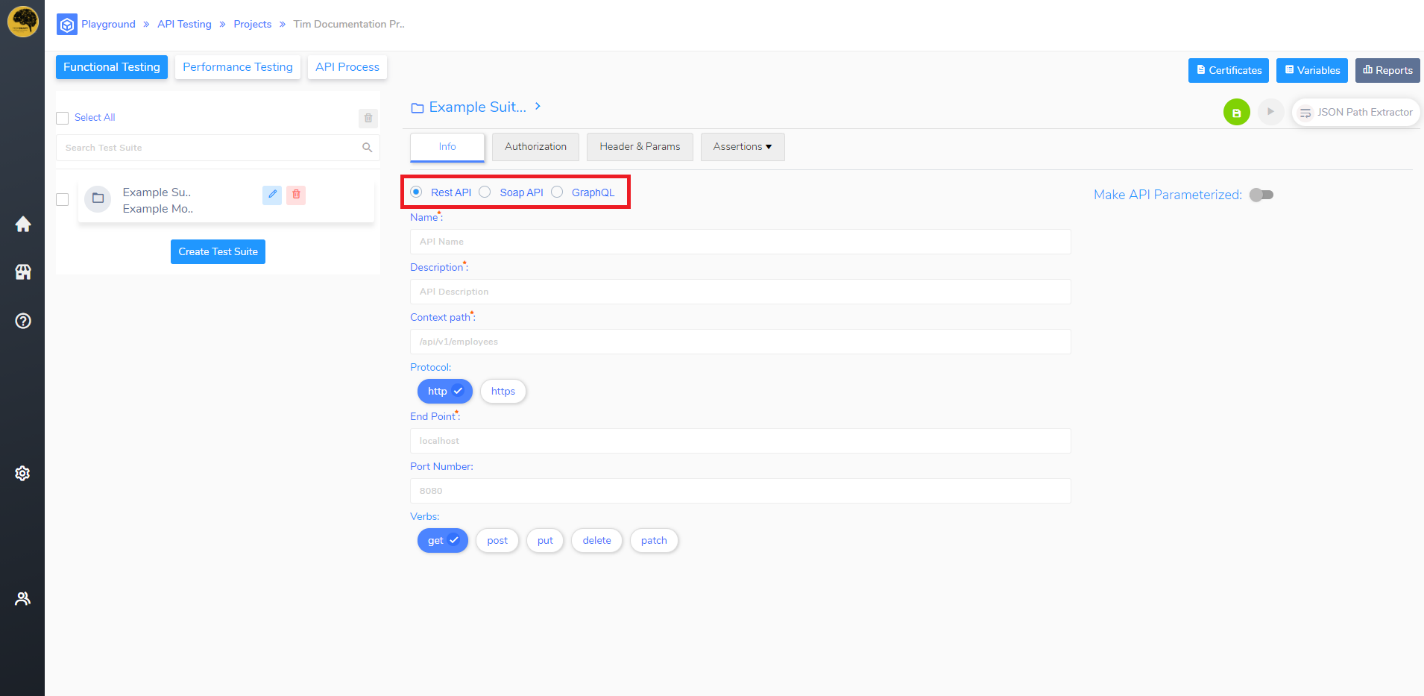 Playground » API Testing » Projects » Tim Documentation Pr..
Functional Testing Performance Testing API Process
Certificates Variables Reports
Select All
Search Test Suite
Example Su..
Example Mo..
Create Test Suite
Example Suit... >
JSON Path Extractor
Info Authorization Header & Params Assertions ▾
Rest API Soap API GraphQL
Make API Parameterized:
Name*:
API Name
Description*:
API Description
Context path*:
/api/v1/employees
Protocol:
http https
End Point*:
localhost
Port Number:
8080
Verbs:
get post put delete patch